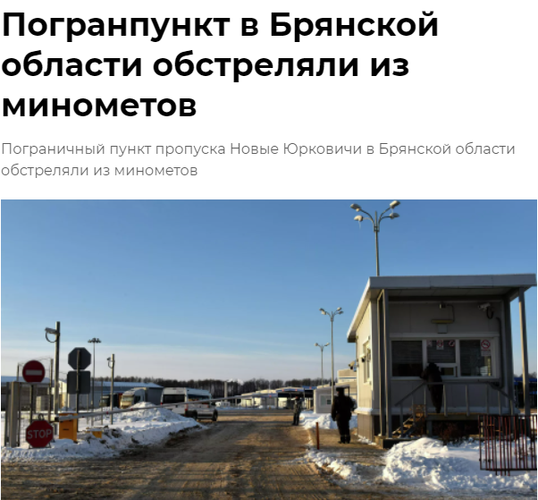 Погранпункт в Брянской
области обстреляли из
минометов
Пограничный пункт пропуска Новые Юрковичи в Брянской области
обстреляли из минометов
STOP